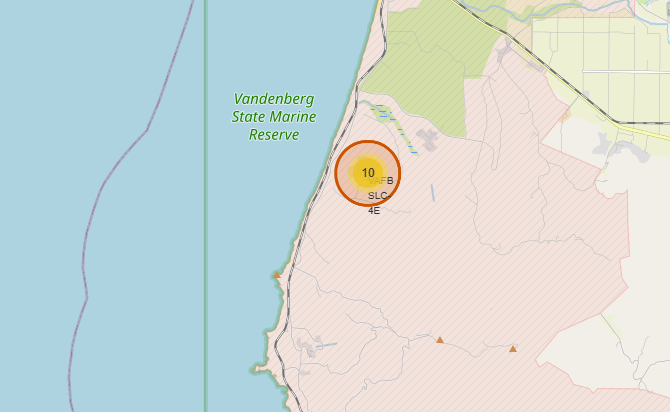 Vandenberg
State Marine
Reserve
10
VAFB
SLC-
4E